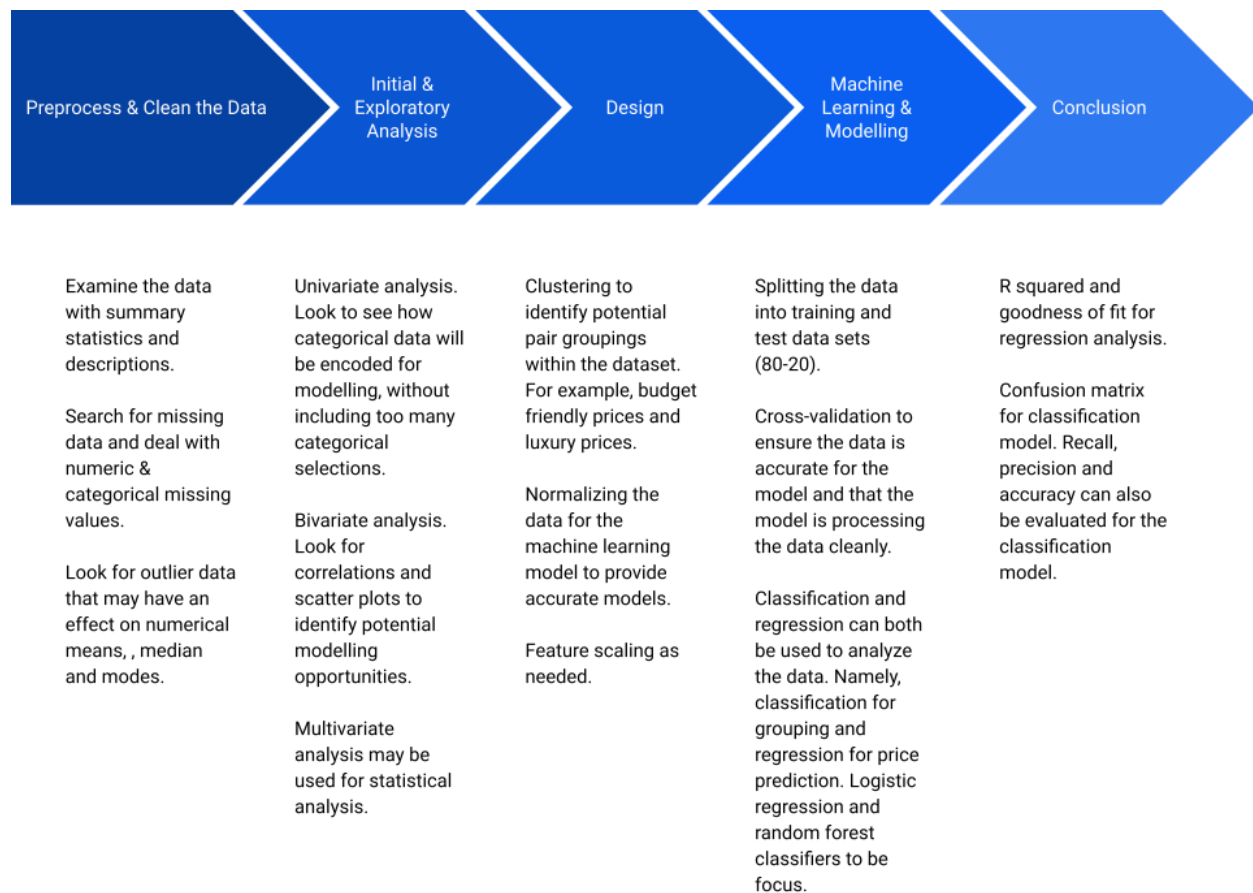 Preprocess & Clean the Data
Initial &
Exploratory
Analysis
Design
Machine
Learning &
Modelling
Conclusion
Examine the data
with summary
statistics and
descriptions.
Search for missing
data and deal with
numeric &
categorical missing
values.
Look for outlier data
that may have an
effect on numerical
means, , median
and modes.
Univariate analysis.
Look to see how
categorical data will
be encoded for
modelling, without
including too many
categorical
selections.
Bivariate analysis.
Look for
correlations and
scatter plots to
identify potential
modelling
opportunities.
Multivariate
analysis may be
used for statistical
analysis.
Clustering to
identify potential
pair groupings
within the dataset.
For example, budget
friendly prices and
luxury prices.
Normalizing the
data for the
machine learning
model to provide
accurate models.
Feature scaling as
needed.
Splitting the data
into training and
test data sets
(80-20).
Cross-validation to
ensure the data is
accurate for the
model and that the
model is processing
the data cleanly.
Classification and
regression can both
be used to analyze
the data. Namely,
classification for
grouping and
regression for price
prediction. Logistic
regression and
random forest
classifiers to be
focus.
R squared and
goodness of fit for
regression analysis.
Confusion matrix
for classification
model. Recall,
precision and
accuracy can also
be evaluated for the
classification
model.